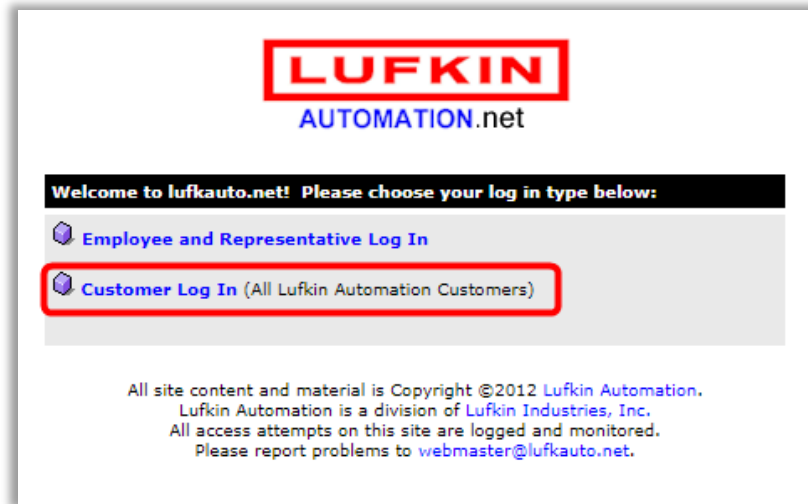 LUFKIN
AUTOMATION.net
Welcome to lufkauto.net! Please choose your log in type below:
Employee and Representative Log In
Customer Log In (All Lufkin Automation Customers)
All site content and material is Copyright ©2012 Lufkin Automation.
Lufkin Automation is a division of Lufkin Industries, Inc.
All access attempts on this site are logged and monitored.
Please report problems to webmaster@lufkauto.net.